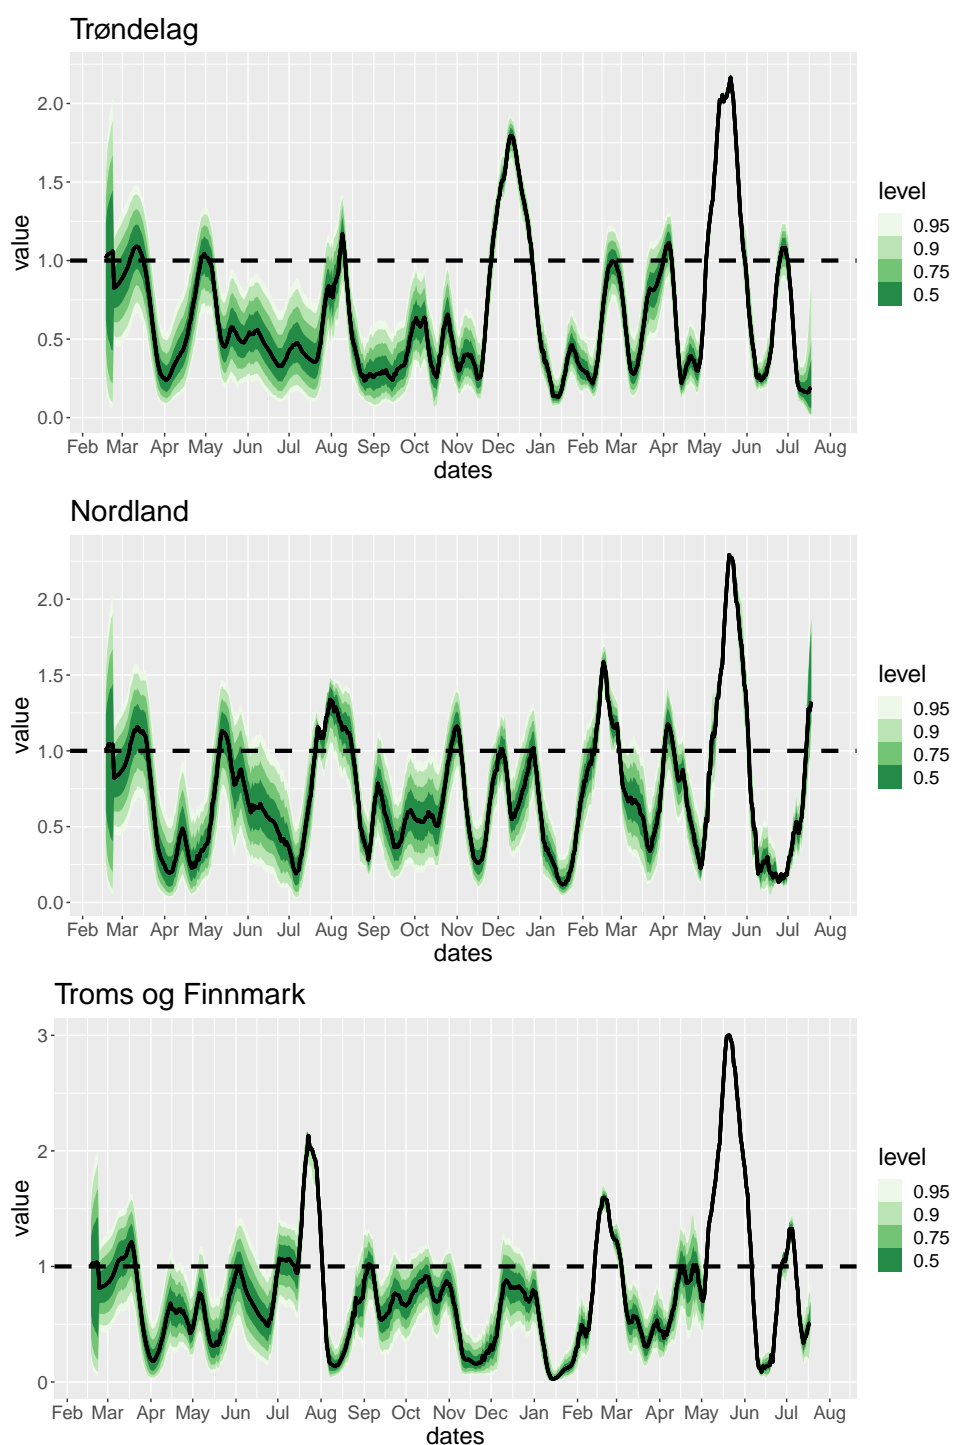 Trøndelag
2.0
1.5
1.0
0.5
0.0
value
Feb Mar Apr May Jun Jul Aug Sep Oct Nov Dec Jan Feb Mar Apr May Jun Jul Aug
dates
level
0.95
0.9
0.75
0.5
Nordland
2.0
1.5
1.0
0.5
0.0
value
Feb Mar Apr May Jun Jul Aug Sep Oct Nov Dec Jan Feb Mar Apr May Jun Jul Aug
dates
level
0.95
0.9
0.75
0.5
Troms og Finnmark
3
2
1
0
value
Feb Mar Apr May Jun Jul Aug Sep Oct Nov Dec Jan Feb Mar Apr May Jun Jul Aug
dates
level
0.95
0.9
0.75
0.5